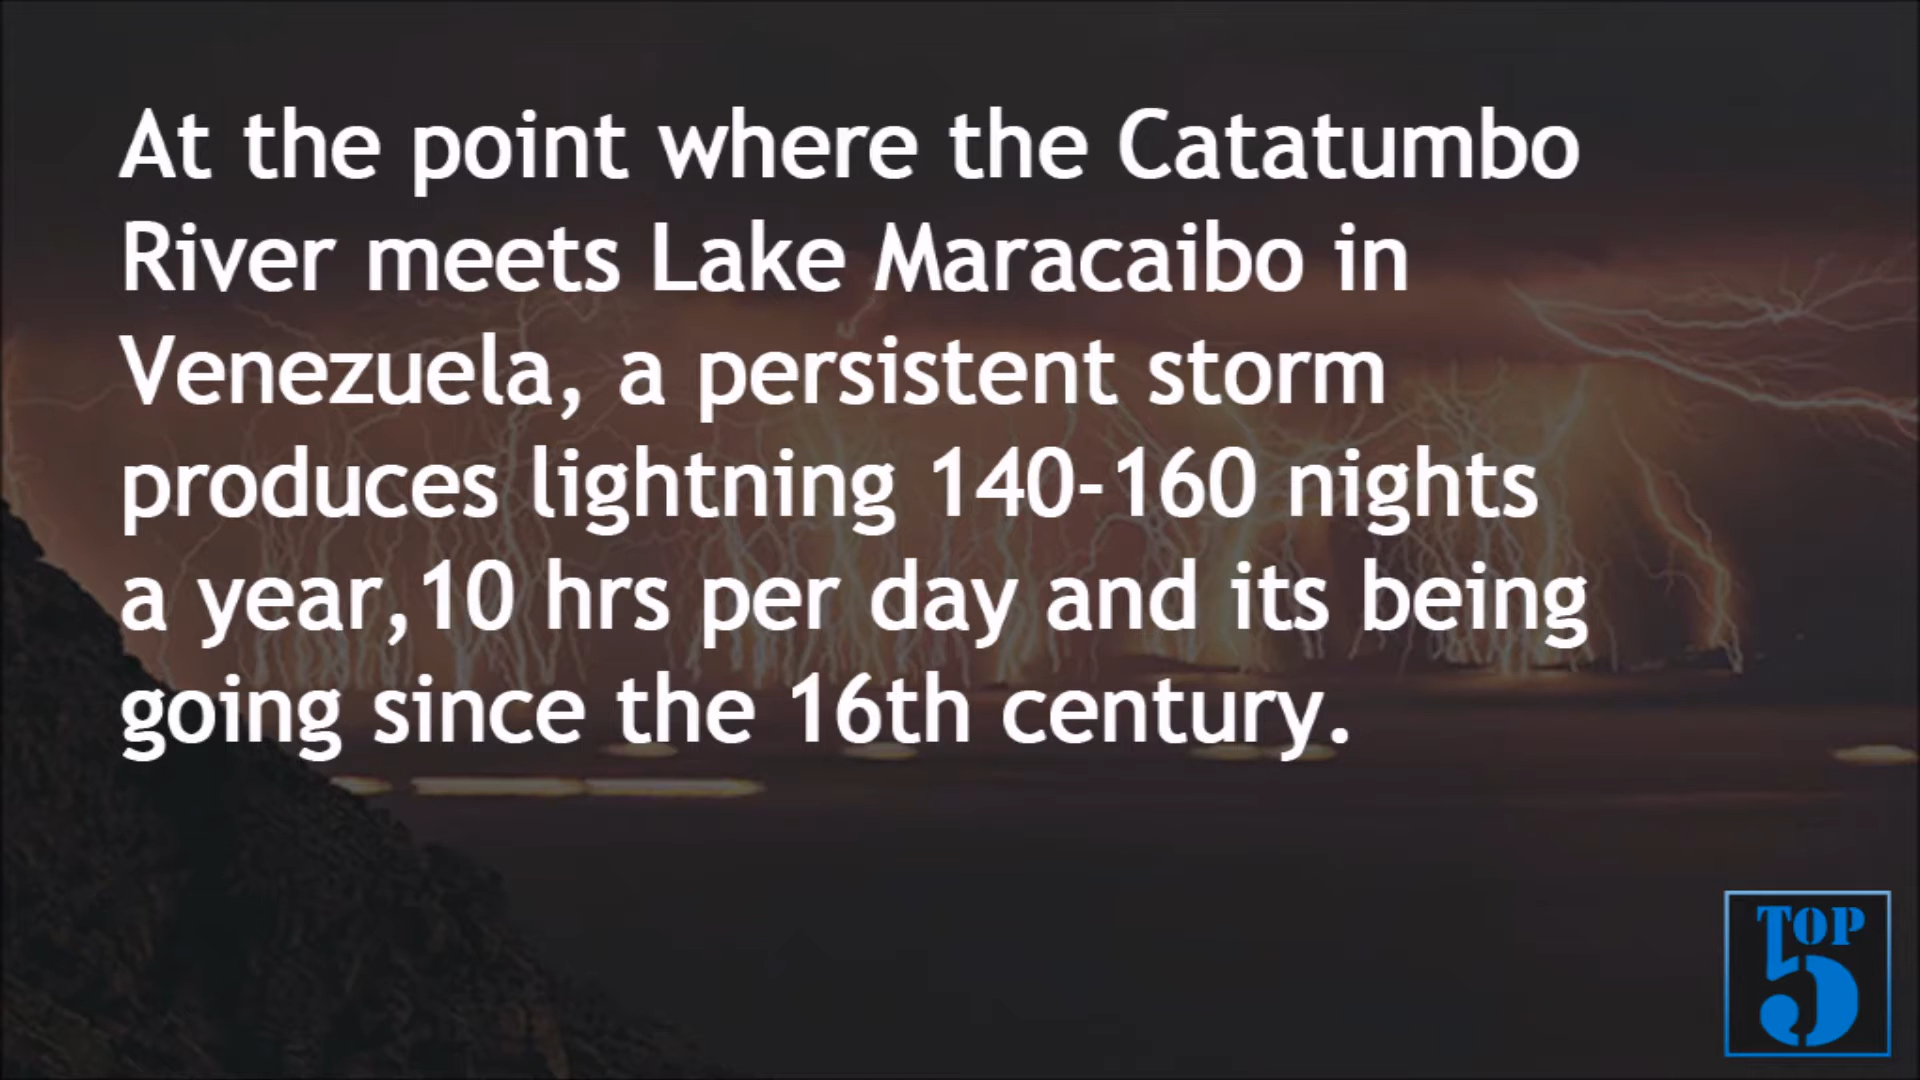 At the point where the Catatumbo
River meets Lake Maracaibo in
Venezuela, a persistent storm
produces lightning 140-160 nights
a year,10 hrs per day and its being
going since the 16th century.
TOP
5